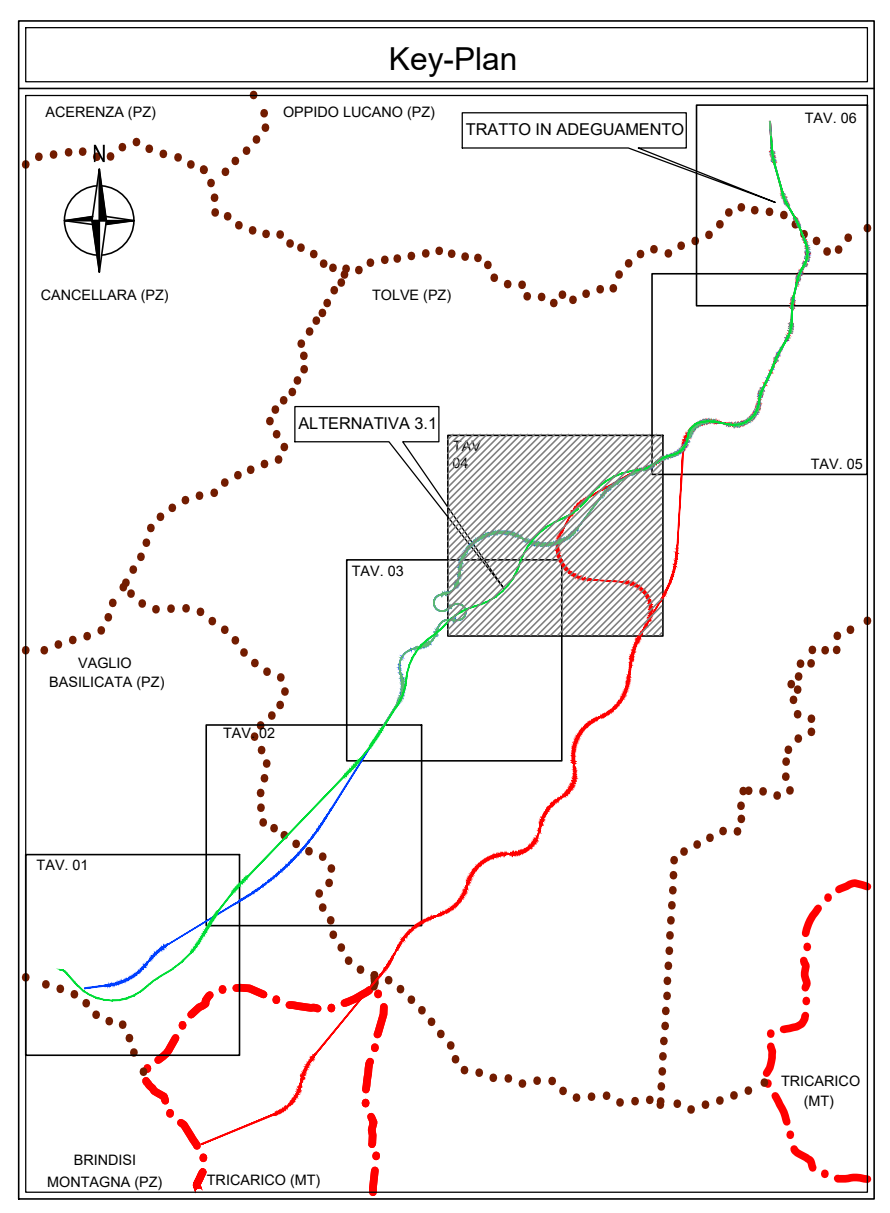 Key-Plan
ACERENZA (PZ)
OPPIDO LUCANO (PZ)
TRATTO IN ADEGUAMENTO
TAV. 06
N
CANCELLARA (PZ)
TOLVE (PZ)
ALTERNATIVA 3.1
TAV
04
TAV. 05
TAV. 03
VAGLIO
BASILICATA (PZ)
TAV. 02
TAV. 01
TRICARICO
(MT)
BRINDISI
MONTAGNA (PZ)
TRICARICO (MT)